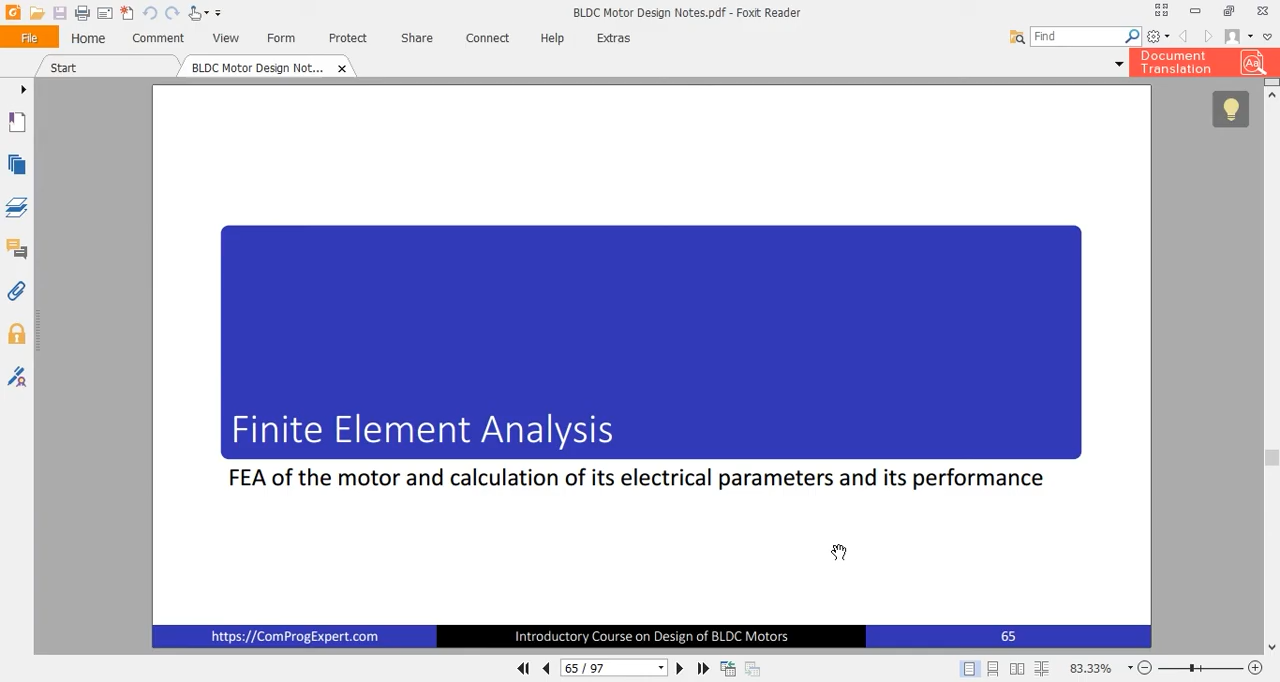 BLDC Motor Design Notes.pdf - Foxit Reader
File Home Comment View Form Protect Share Connect Help Extras
Find
Start
BLDC Motor Design Not...
Document
Translation
Finite Element Analysis
FEA of the motor and calculation of its electrical parameters and its performance
https://ComProgExpert.com Introductory Course on Design of BLDC Motors 65
65 / 97
83.33%